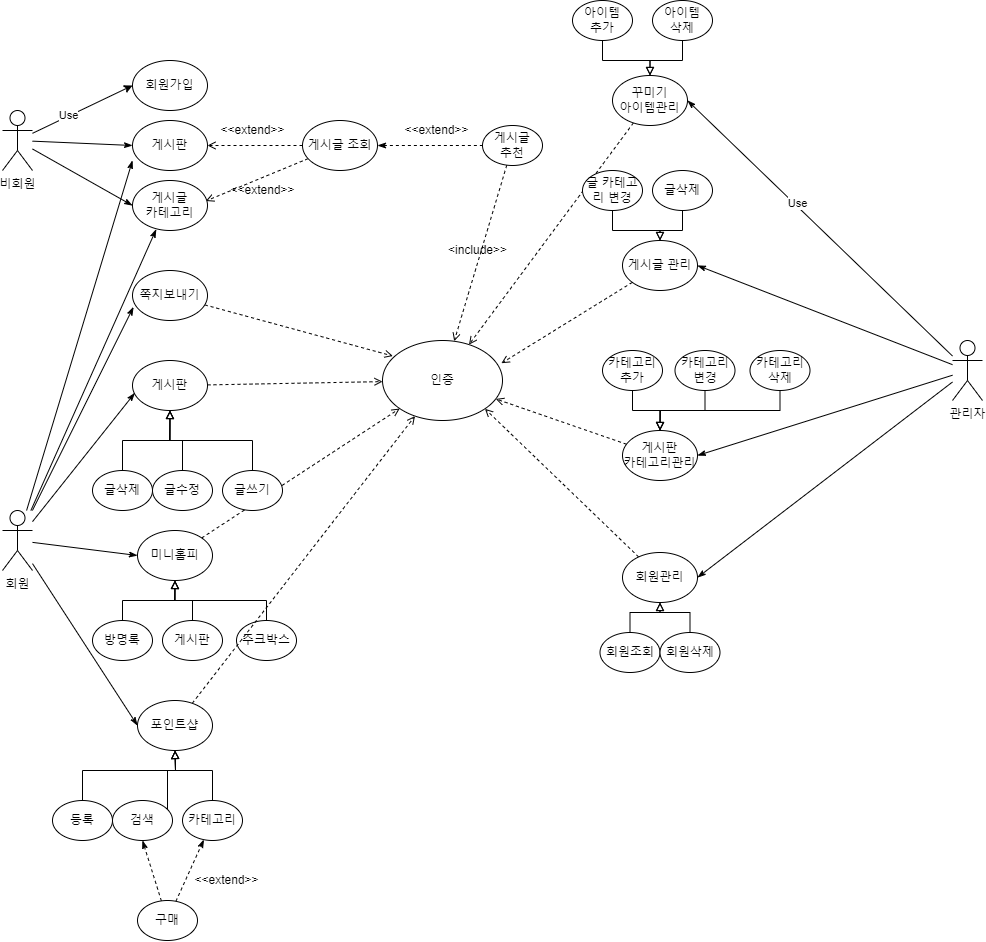 아이템
추가
아이템
삭제
회원가입
꾸미기
아이템관리
Use
비회원
게시판
<<extend>>
게시글 조회
<<extend>>
게시글
추천
게시글
카테고리
<<extend>>
글 카테고
리 변경
글삭제
Use
<include>>
게시글 관리
쪽지보내기
인증
게시판
카테고리
추가
카테고리
변경
카테고리
삭제
관리자
게시판
카테고리관리
글삭제
글수정
글쓰기
회원
미니홈피
회원관리
방명록
게시판
주크박스
회원조회
회원삭제
포인트샵
등록
검색
카테고리
<<extend>>
구매